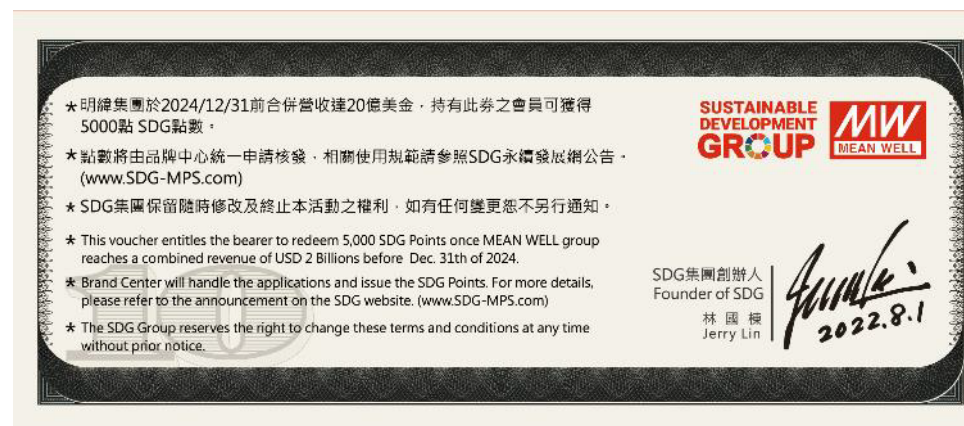 ★明緯集團於2024/12/31前合併營收達20億美金，持有此券之會員可獲得
5000點 SDG點數。
★點數將由品牌中心統一申請核發，相關使用規範請參照SDG永續發展網公告。
(www.SDG-MPS.com)
★SDG集團保留隨時修改及終止本活動之權利，如有任何變更恕不另行通知。
★ This voucher entitles the bearer to redeem 5,000 SDG Points once MEAN WELL group
reaches a combined revenue of USD 2 Billions before Dec. 31th of 2024.
★ Brand Center will handle the applications and issue the SDG Points. For more details,
please refer to the announcement on the SDG website. (www.SDG-MPS.com)
★ The SDG Group reserves the right to change these terms and conditions at any time
without prior notice.
10
SUSTAINABLE
DEVELOPMENT
GROUP
MW
MEAN WELL
SDG集團創辦人
Founder of SDG
林國棟
Jerry Lin
2022.8.1